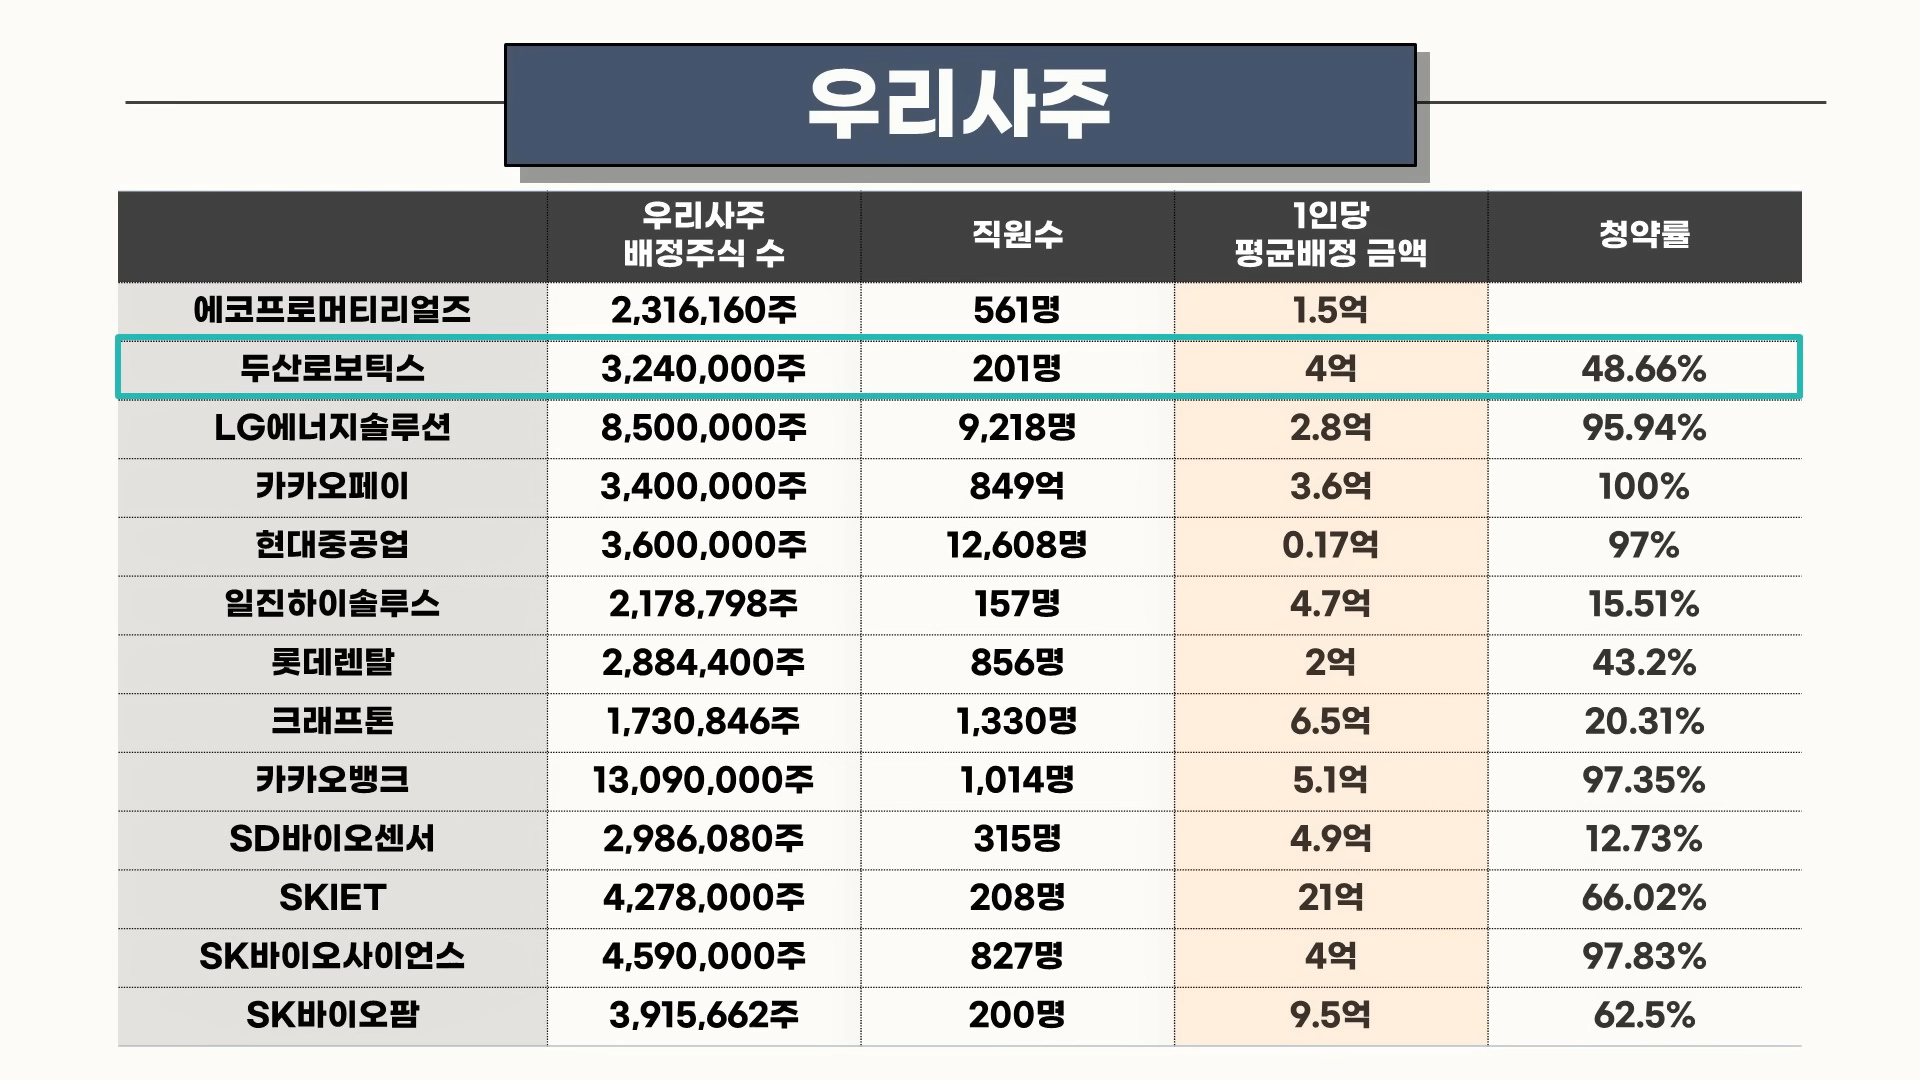 우리사주
우리사주
배정주식 수
직원수
1인당
평균배정 금액
청약률
에코프로머티리얼즈 2,316,160주 561명 1.5억
두산로보틱스 3,240,000주 201명 4억 48.66%
LG에너지솔루션 8,500,000주 9,218명 2.8억 95.94%
카카오페이 3,400,000주 849억 3.6억 100%
현대중공업 3,600,000주 12,608명 0.17억 97%
일진하이솔루스 2,178,798주 157명 4.7억 15.51%
롯데렌탈 2,884,400주 856명 2억 43.2%
크래프톤 1,730,846주 1,330명 6.5억 20.31%
카카오뱅크 13,090,000주 1,014명 5.1억 97.35%
SD바이오센서 2,986,080주 315명 4.9억 12.73%
SKIET 4,278,000주 208명 21억 66.02%
SK바이오사이언스 4,590,000주 827명 4억 97.83%
SK바이오팜 3,915,662주 200명 9.5억 62.5%